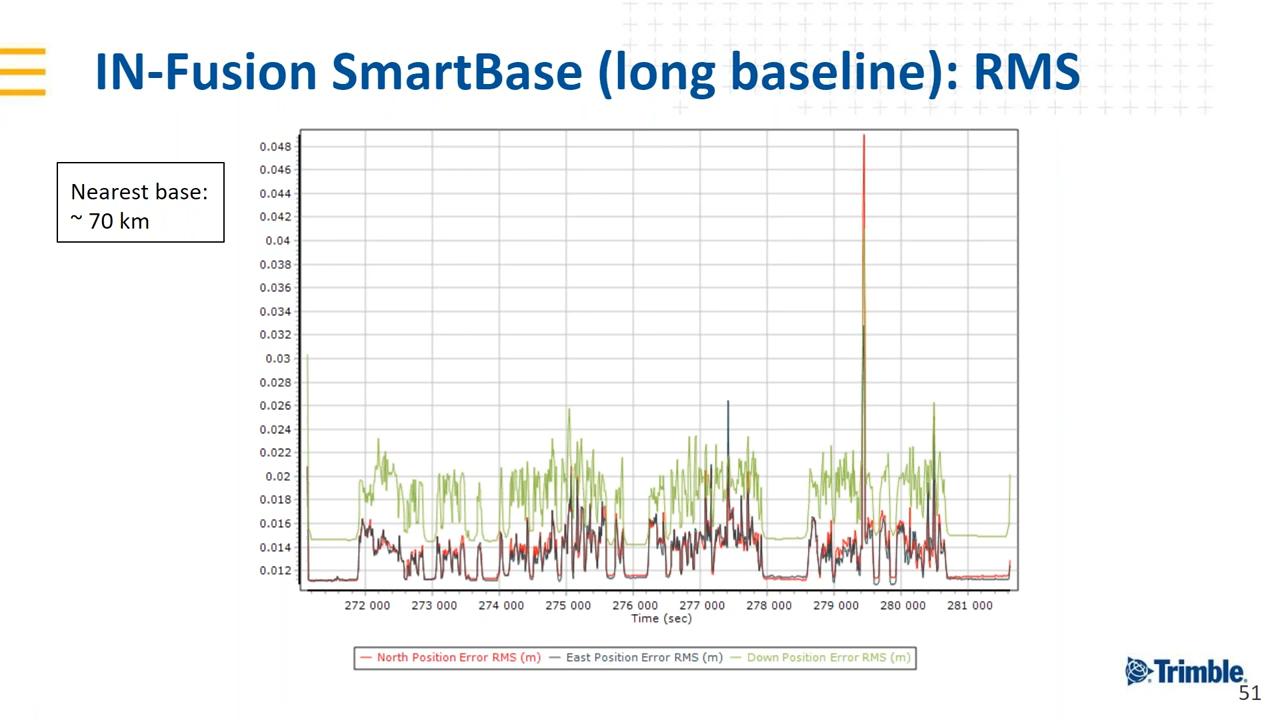 IN-Fusion SmartBase (long baseline): RMS
Nearest base:
~ 70 km
0.048
0.046
0.044
0.042
0.04
0.038
0.036
0.034
0.032
0.03
0.028
0.026
0.024
0.022
0.02
0.018
0.016
0.014
0.012
272 000 273 000 274 000 275 000 276 000 277 000 278 000 279 000 280 000 281 000
Time (sec)
North Position Error RMS (m) East Position Error RMS (m) Down Position Error RMS (m)
Trimble
51